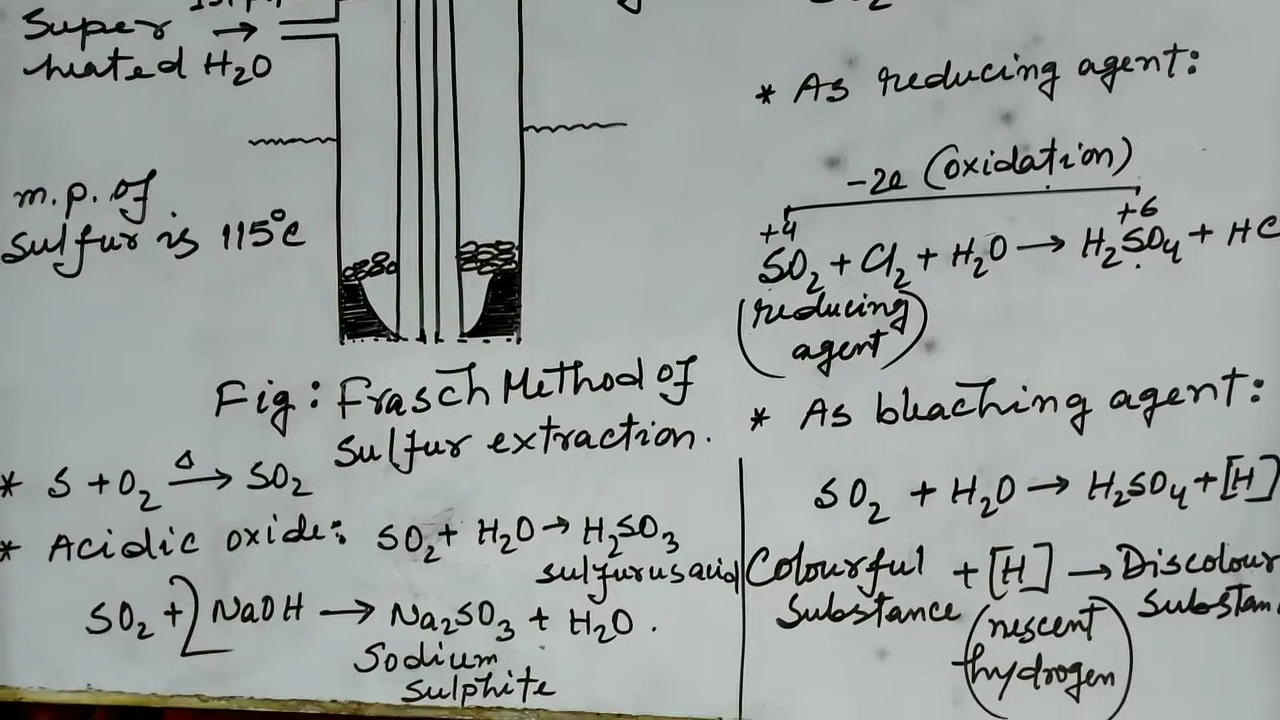 Super →
heated H₂O
m.p. of
sulfur is 115°C
Fig: Frasch Method of
sulfur extraction.
* S + O₂ —Δ→ SO₂
* Acidic oxide: SO₂ + H₂O → H₂SO₃
sulfurus acid
SO₂ + 2 NaOH → Na₂SO₃ + H₂O.
Sodium
sulphite
* As reducing agent:
-2e (oxidation)
+4 +6
SO₂ + Cl₂ + H₂O → H₂SO₄ + HC
(reducing
agent)
* As bleaching agent:
SO₂ + H₂O → H₂SO₄ + [H]
Colourful + [H] → Discolour
Substance Substan
(nescent
hydrogen)